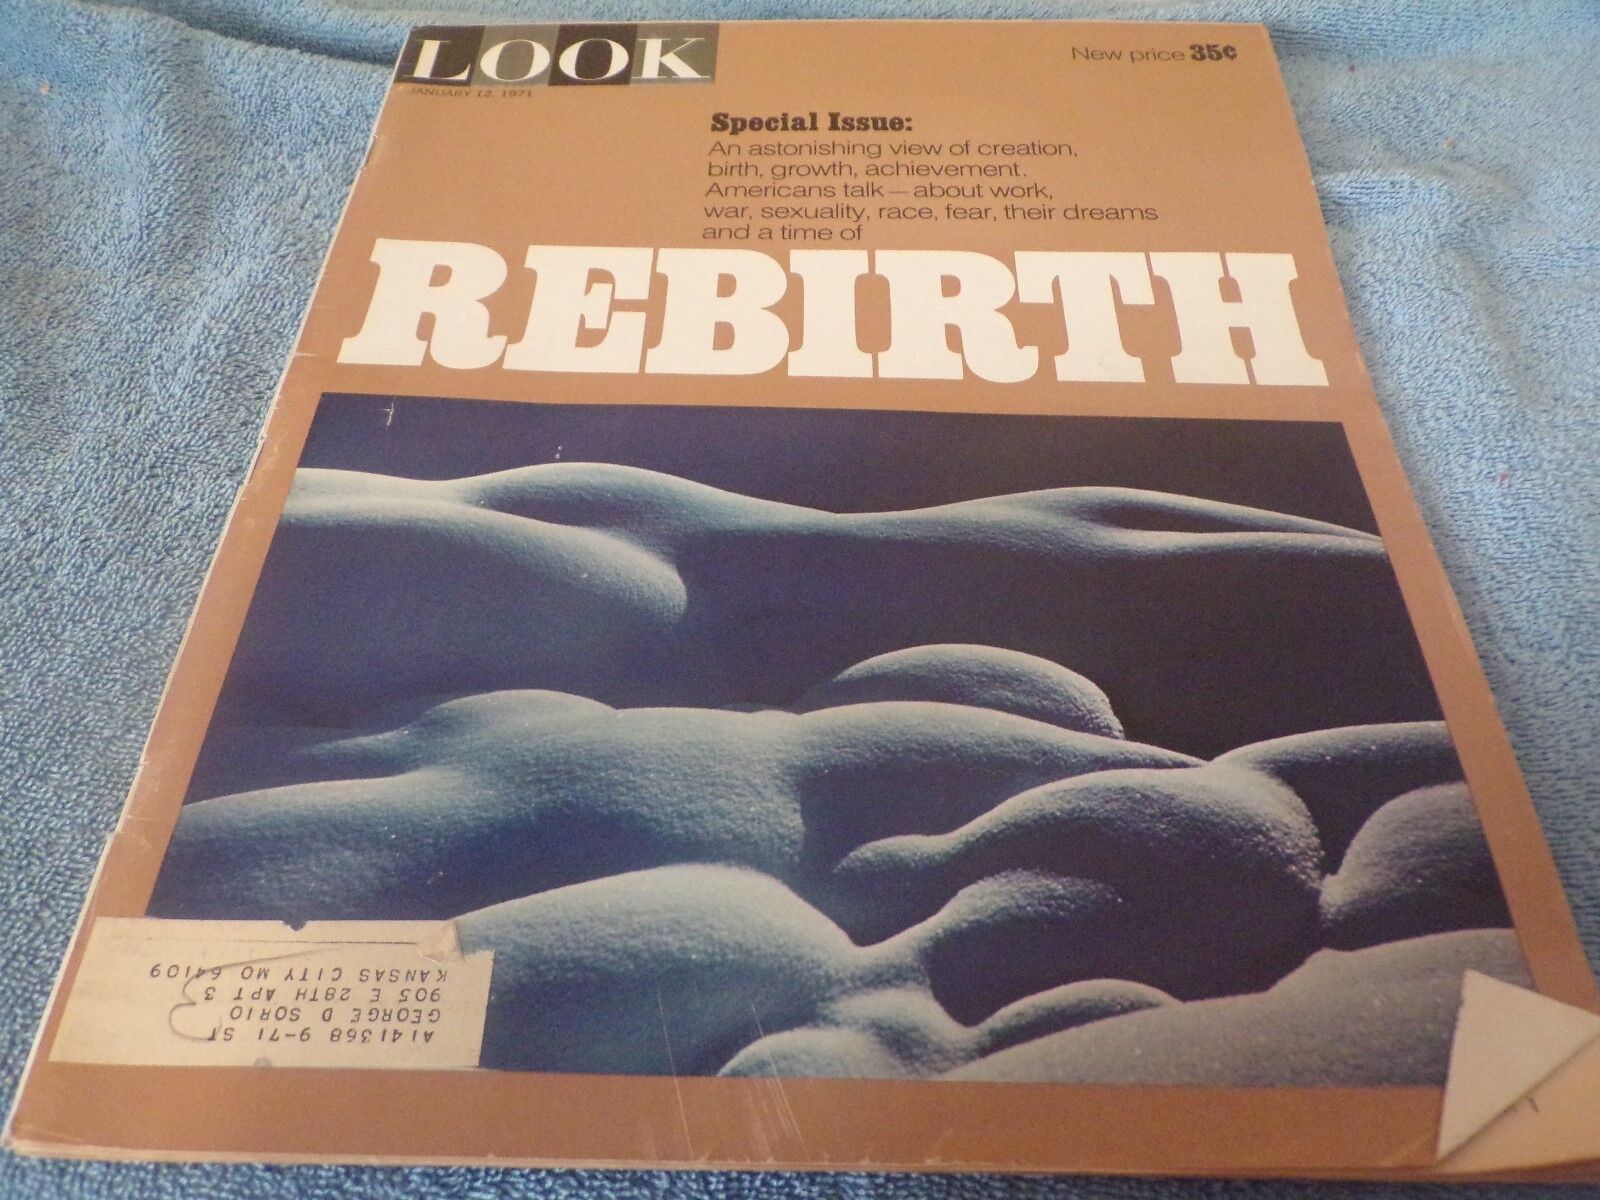 LOOK
JANUARY 12, 1971
New price 35¢
Special Issue:
An astonishing view of creation,
birth, growth, achievement.
Americans talk — about work,
war, sexuality, race, fear, their dreams
and a time of
REBIRTH
A141368 9-71 ST
GEORGE D SORIO
905 E 28TH APT 3
KANSAS CITY MO 64109